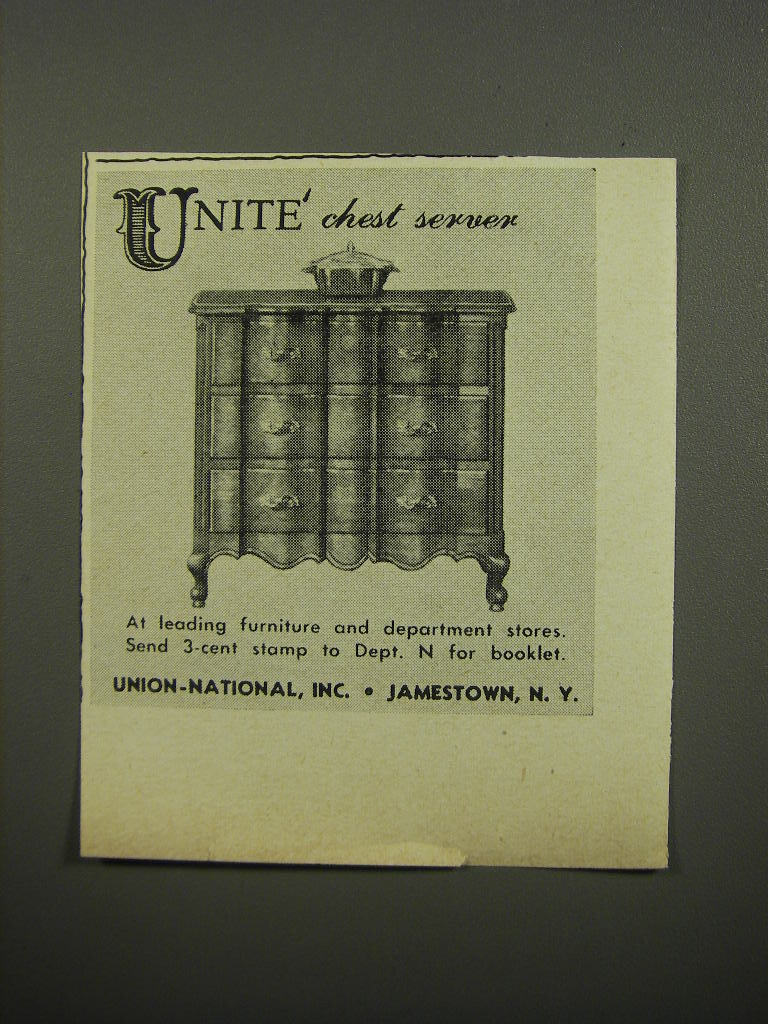 UNITÉ chest server
At leading furniture and department stores.
Send 3-cent stamp to Dept. N for booklet.
UNION-NATIONAL, INC. • JAMESTOWN, N. Y.